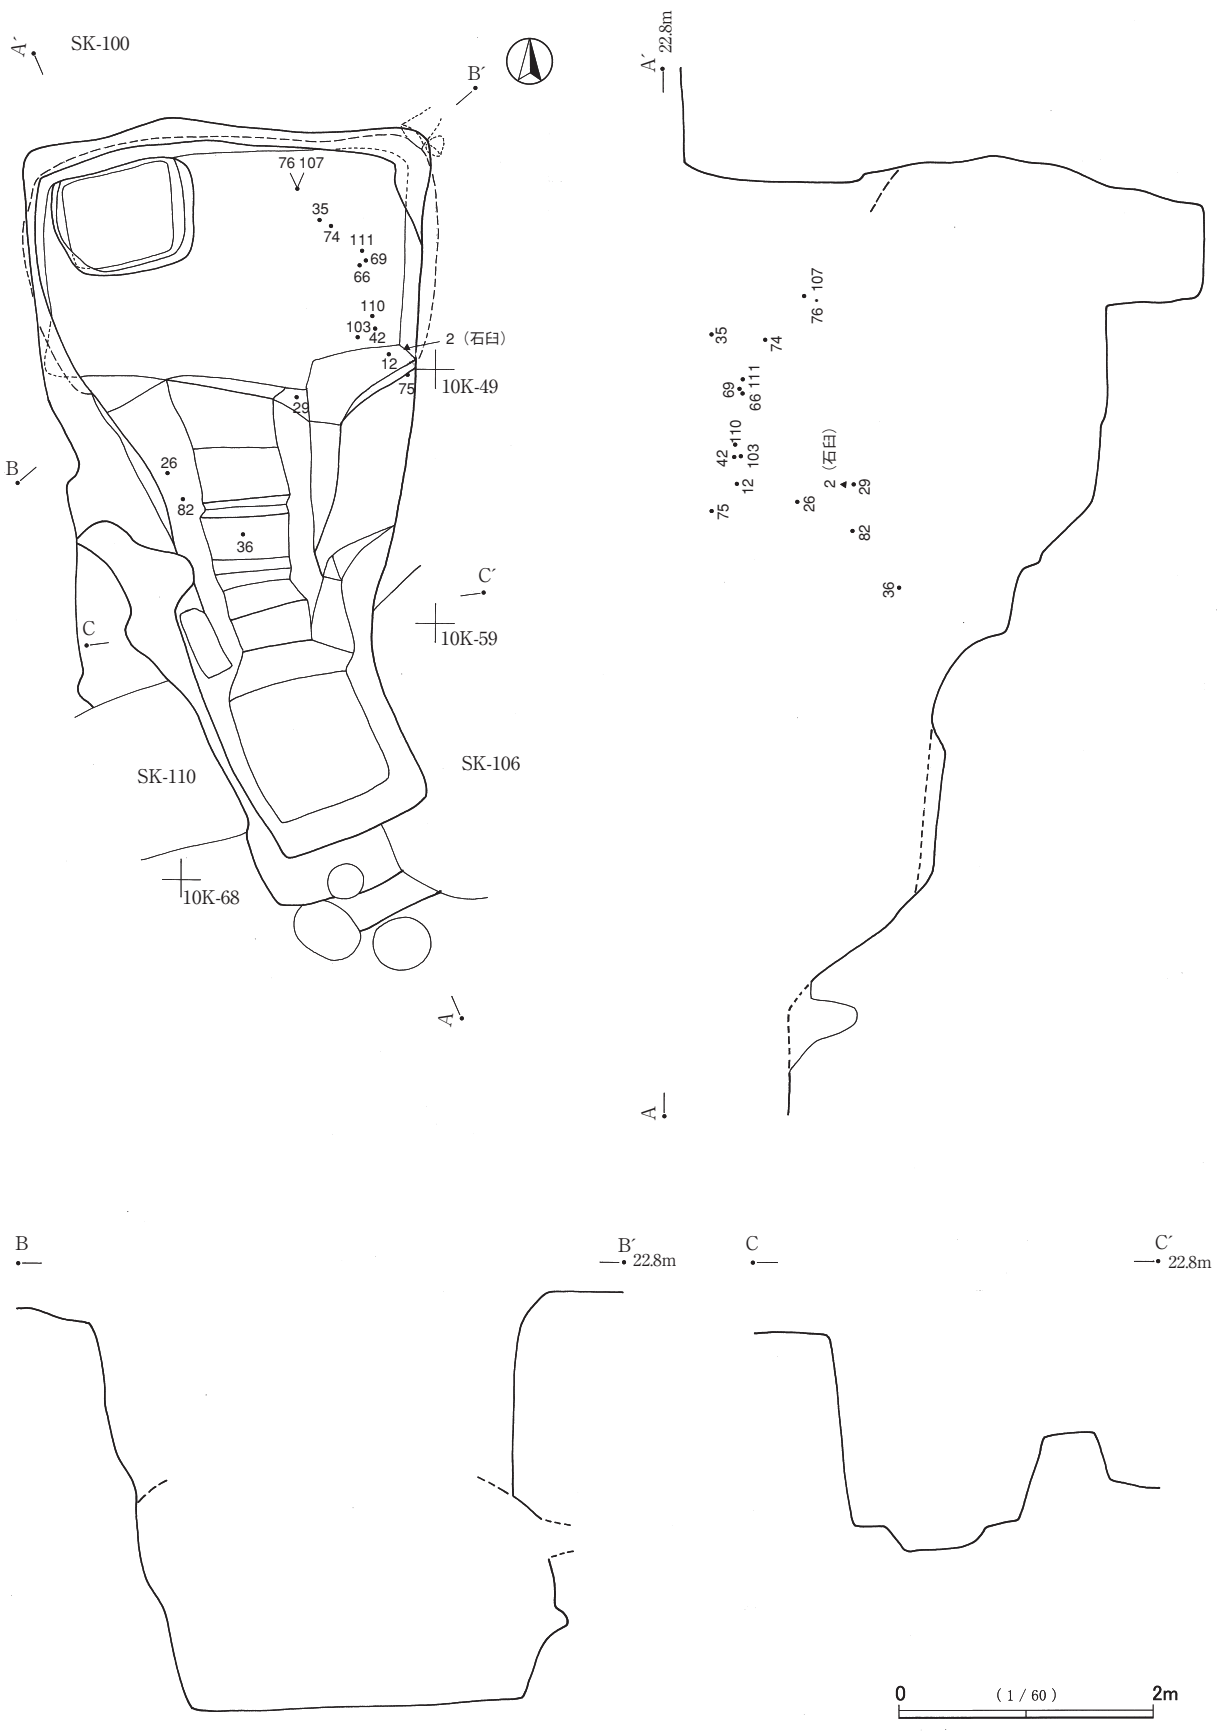 A´
SK-100
B´
76 107
35
74
111
69
66
110
103
42
2（石臼）
12
75
10K-49
29
26
82
36
B
C
C´
10K-59
SK-110
SK-106
10K-68
A
A´
22.8m
107
76
35
74
111
69
66
110
42
103
12
75
2（石臼）
29
26
82
36
A
B
B´
22.8m
C
C´
22.8m
0
（1/60）
2m